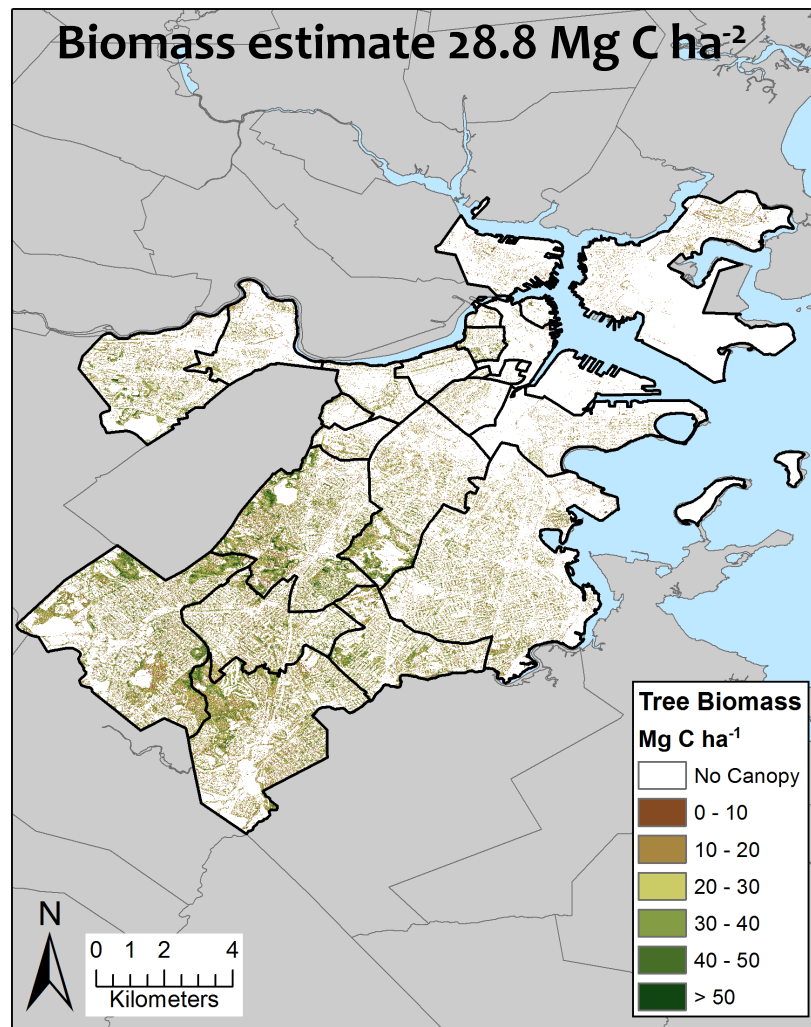 Biomass estimate 28.8 Mg C ha⁻²
Tree Biomass
Mg C ha⁻¹
No Canopy
0 - 10
10 - 20
20 - 30
30 - 40
40 - 50
> 50
N
0 1 2 4
Kilometers